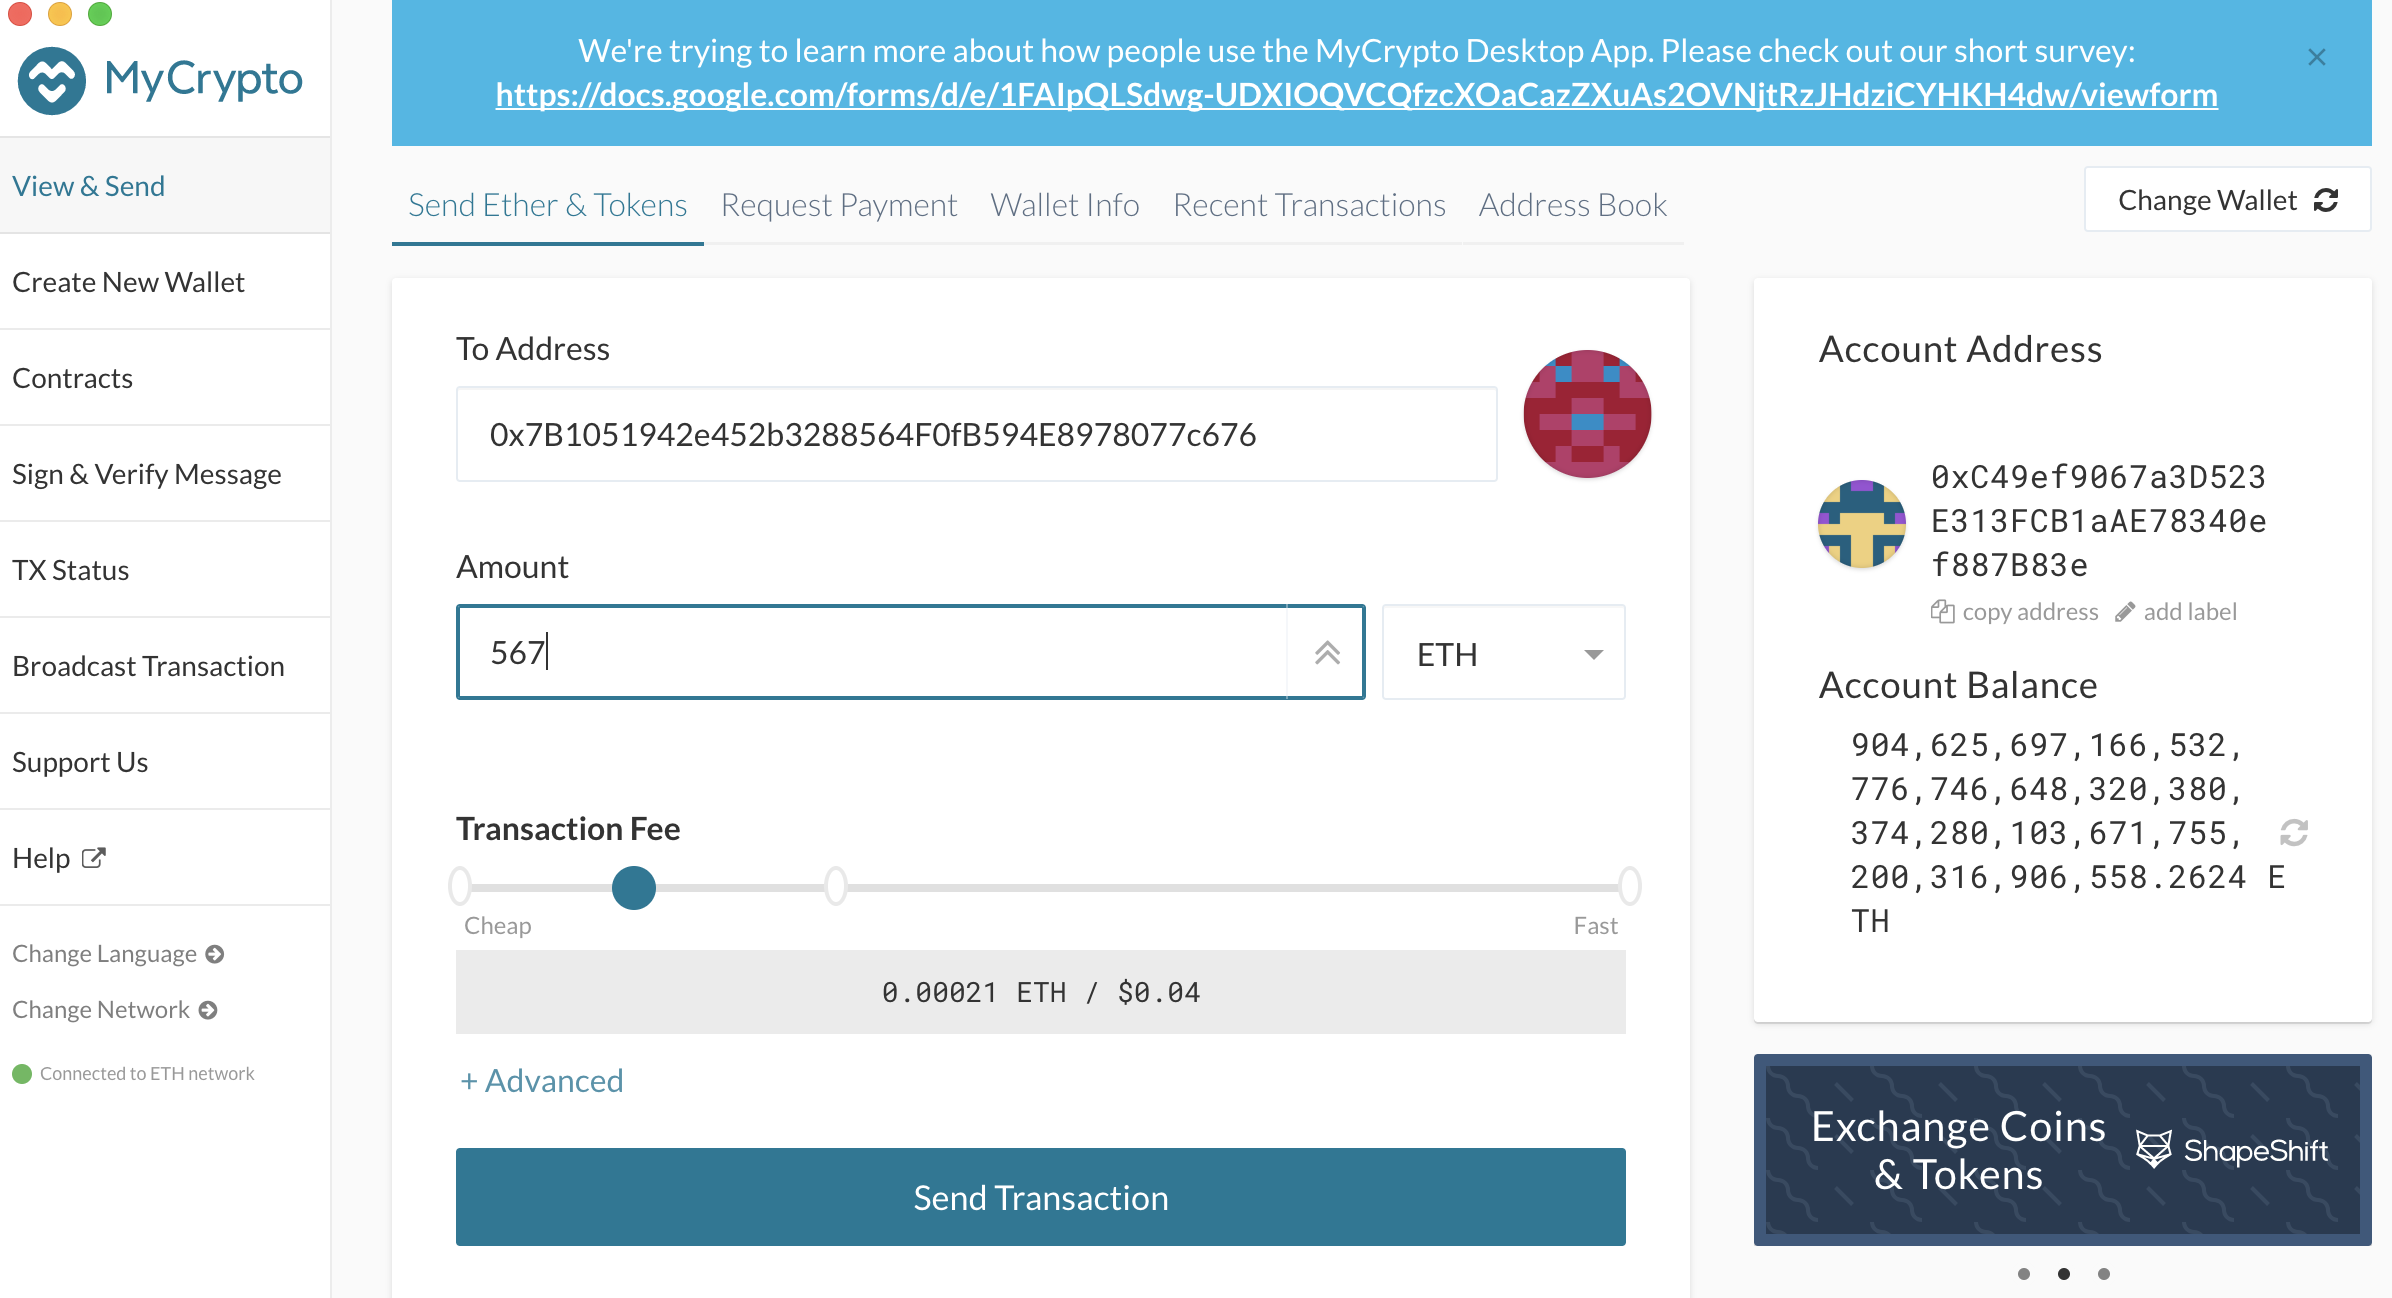 MyCrypto
View & Send
Create New Wallet
Contracts
Sign & Verify Message
TX Status
Broadcast Transaction
Support Us
Help
Change Language
Change Network
Connected to ETH network
We're trying to learn more about how people use the MyCrypto Desktop App. Please check out our short survey:
https://docs.google.com/forms/d/e/1FAIpQLSdwg-UDXIOQVCQfzcXOaCazZXuAs2OVNjtRzJHdziCYHKH4dw/viewform
Send Ether & Tokens
Request Payment
Wallet Info
Recent Transactions
Address Book
Change Wallet
To Address
0x7B1051942e452b3288564F0fB594E8978077c676
Amount
567
ETH
Transaction Fee
Cheap
Fast
0.00021 ETH / $0.04
+ Advanced
Send Transaction
Account Address
0xC49ef9067a3D523
E313FCB1aAE78340e
f887B83e
copy address
add label
Account Balance
904,625,697,166,532,
776,746,648,320,380,
374,280,103,671,755,
200,316,906,558.2624 E
TH
Exchange Coins
& Tokens
ShapeShift